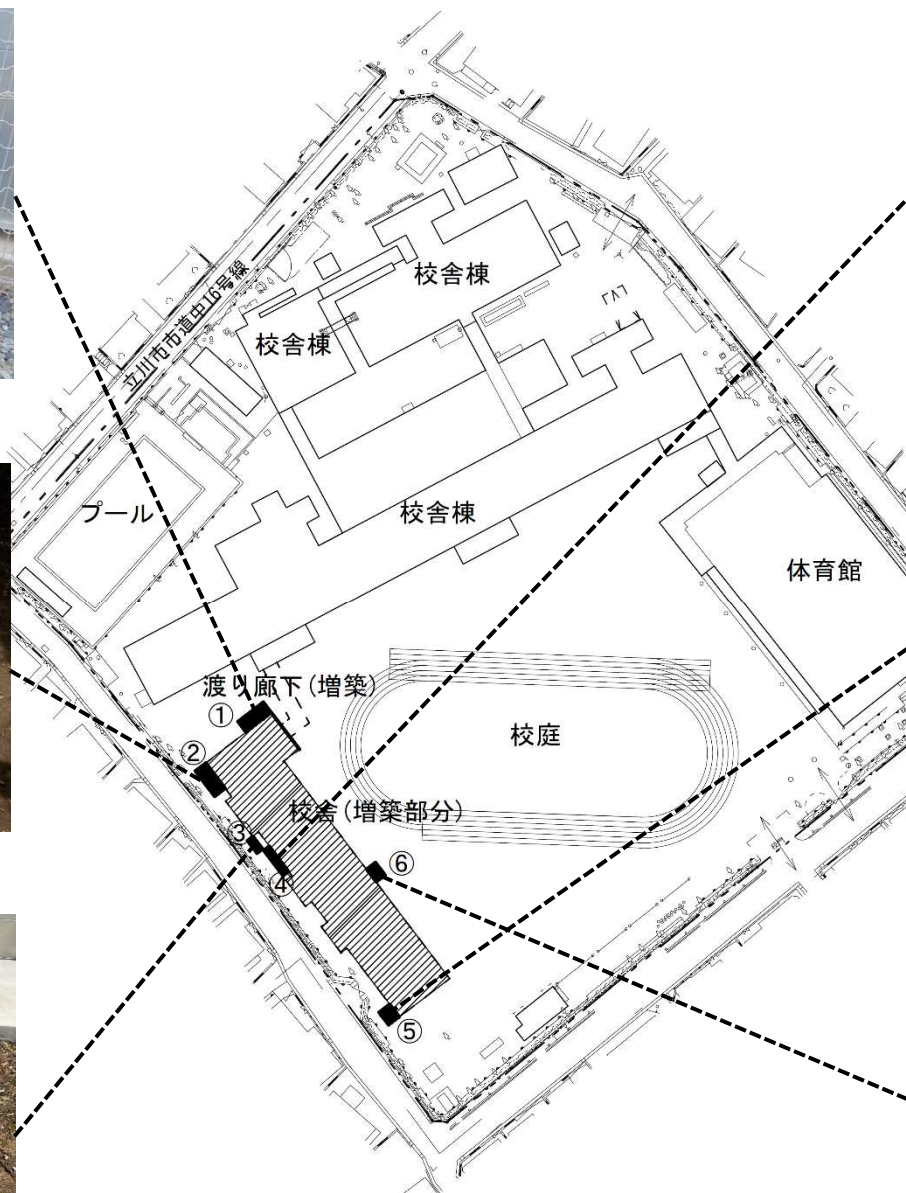 校舎棟
立川市市道中16号線
校舎棟
プール
校舎棟
体育館
渡り廊下(増築)
①
校庭
②
校舎(増築部分)
③
⑥
④
⑤